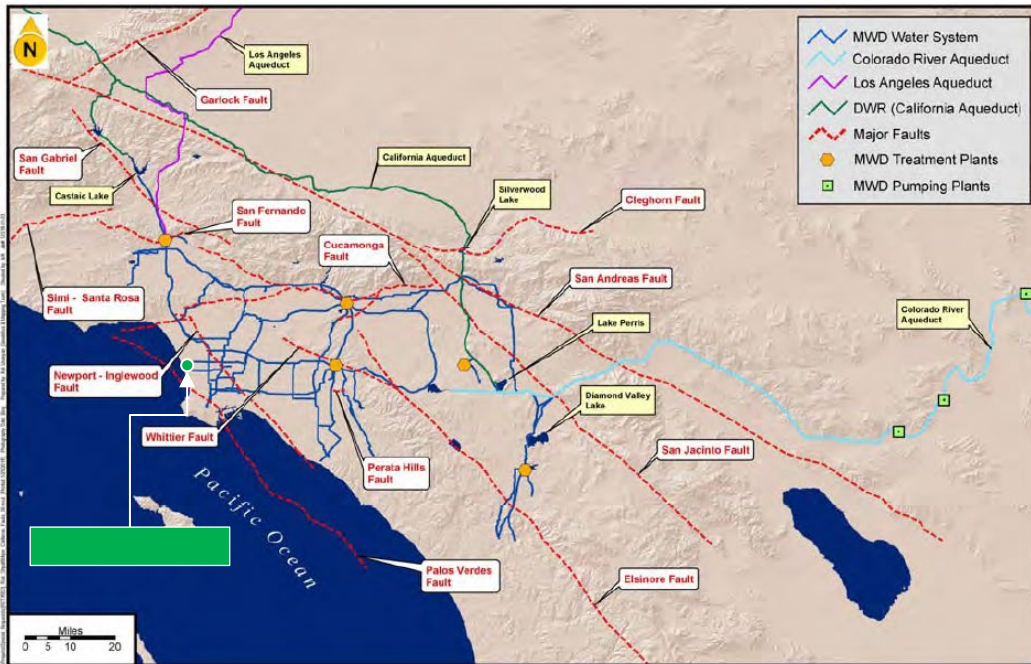 N
Los Angeles
Aqueduct
Garlock Fault
San Gabriel
Fault
Castaic Lake
California Aqueduct
San Fernando
Fault
Silverwood
Lake
Cleghorn Fault
Cucamonga
Fault
San Andreas Fault
Simi - Santa Rosa
Fault
Lake Perris
Colorado River
Aqueduct
Newport - Inglewood
Fault
Diamond Valley
Lake
Whittier Fault
San Jacinto Fault
Perata Hills
Fault
Pacific Ocean
Palos Verdes
Fault
Elsinore Fault
Miles
0 5 10 20
MWD Water System
Colorado River Aqueduct
Los Angeles Aqueduct
DWR (California Aqueduct)
Major Faults
MWD Treatment Plants
MWD Pumping Plants